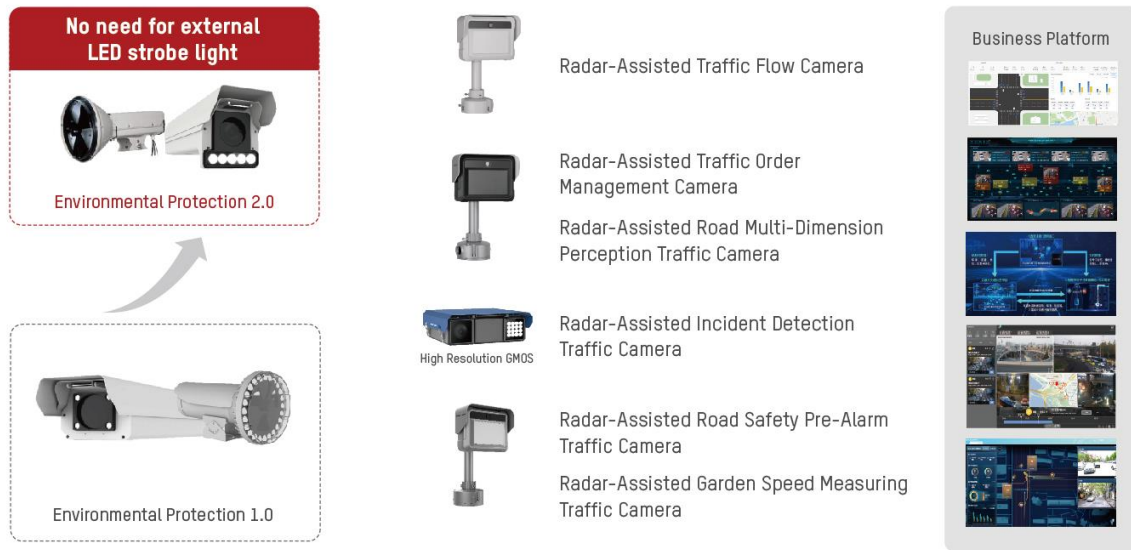 No need for external
LED strobe light
Environmental Protection 2.0
Environmental Protection 1.0
Radar-Assisted Traffic Flow Camera
Radar-Assisted Traffic Order
Management Camera
Radar-Assisted Road Multi-Dimension
Perception Traffic Camera
High Resolution GMOS
Radar-Assisted Incident Detection
Traffic Camera
Radar-Assisted Road Safety Pre-Alarm
Traffic Camera
Radar-Assisted Garden Speed Measuring
Traffic Camera
Business Platform